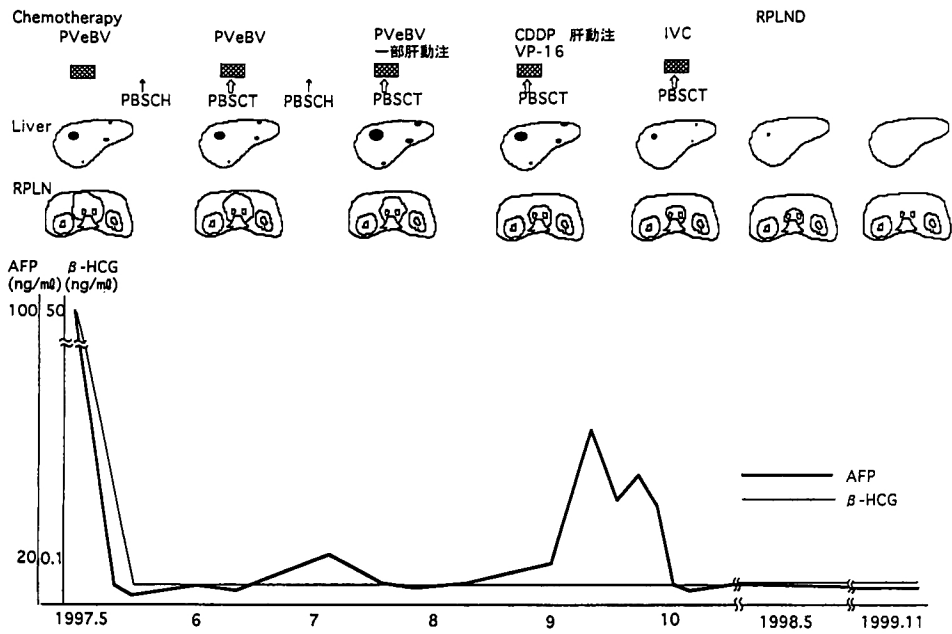 Chemotherapy
RPLND
PVeBV
PVeBV
PVeBV
一部肝動注
CDDP 肝動注
VP-16
IVC
PBSCH
PBSCT
PBSCH
PBSCT
PBSCT
PBSCT
Liver
RPLN
AFP β-HCG
(ng/mℓ) (ng/mℓ)
100 50
AFP
β-HCG
20 0.1
1997.5 6 7 8 9 10 1998.5 1999.11